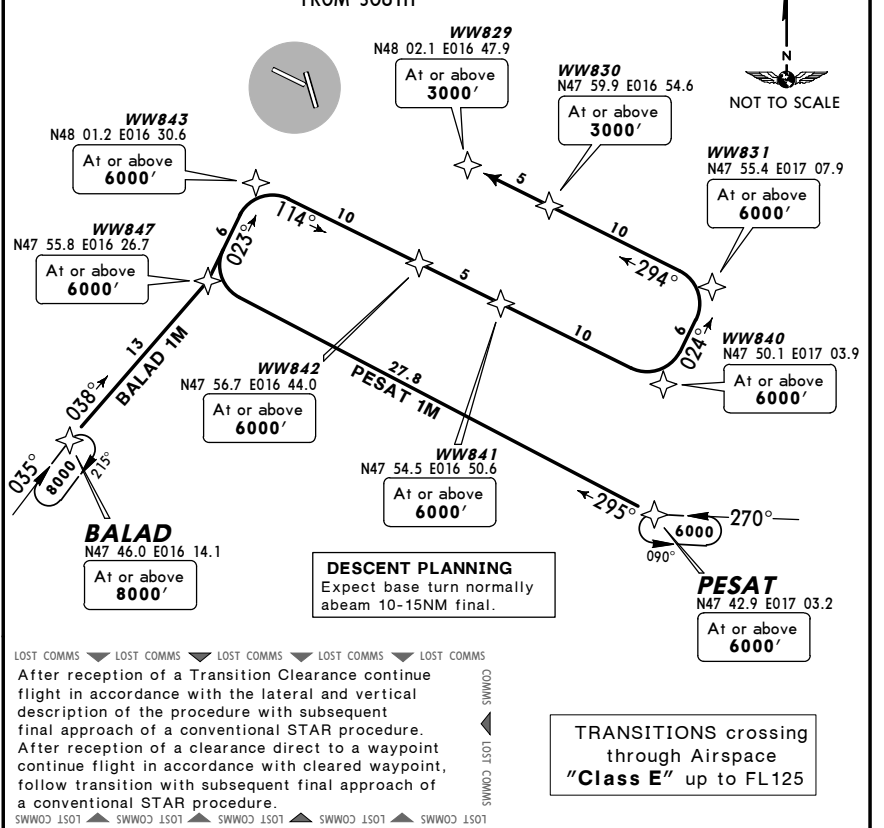 FROM SOUTH
WW829
N48 02.1 E016 47.9
At or above
3000'
WW830
N47 59.9 E016 54.6
At or above
3000'
N
NOT TO SCALE
WW843
N48 01.2 E016 30.6
At or above
6000'
WW831
N47 55.4 E017 07.9
At or above
6000'
WW847
N47 55.8 E016 26.7
At or above
6000'
6
023°
114°
10
5
10
5
10
294°
6
024°
WW840
N47 50.1 E017 03.9
At or above
6000'
13
BALAD 1M
038°
WW842
N47 56.7 E016 44.0
At or above
6000'
27.8
PESAT 1M
WW841
N47 54.5 E016 50.6
At or above
6000'
035°
8000
215°
BALAD
N47 46.0 E016 14.1
At or above
8000'
295°
270°
6000
090°
PESAT
N47 42.9 E017 03.2
At or above
6000'
DESCENT PLANNING
Expect base turn normally
abeam 10-15NM final.
LOST COMMS LOST COMMS LOST COMMS LOST COMMS LOST COMMS
After reception of a Transition Clearance continue
flight in accordance with the lateral and vertical
description of the procedure with subsequent
final approach of a conventional STAR procedure.
After reception of a clearance direct to a waypoint
continue flight in accordance with cleared waypoint,
follow transition with subsequent final approach of
a conventional STAR procedure.
COMMS LOST COMMS
LOST COMMS LOST COMMS LOST COMMS LOST COMMS LOST COMMS
TRANSITIONS crossing
through Airspace
"Class E" up to FL125